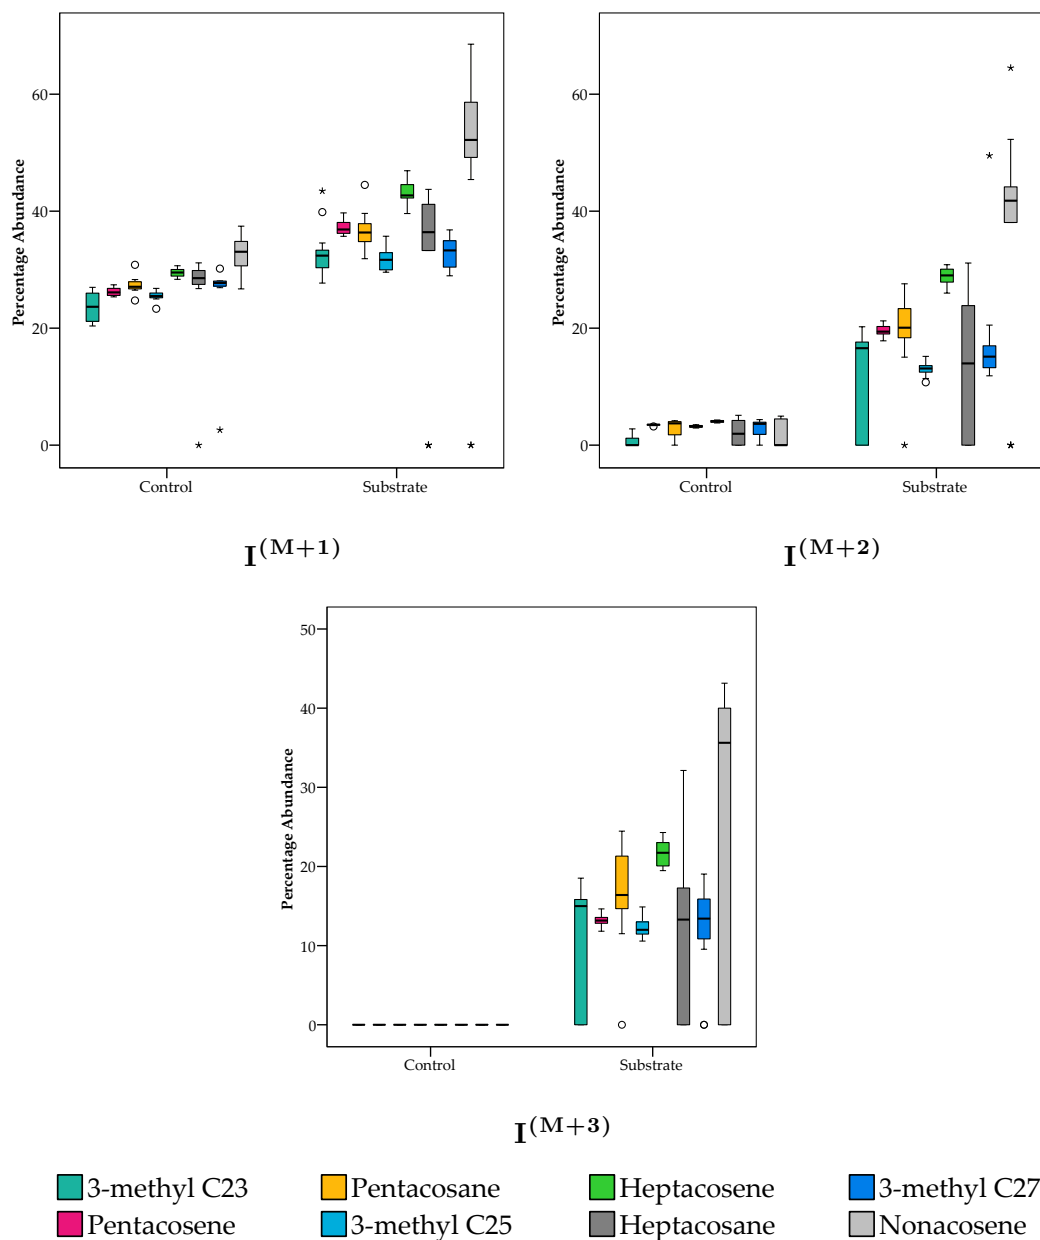 Percentage Abundance
60
40
20
0
Control Substrate
I(M+1)
Percentage Abundance
60
40
20
0
Control Substrate
I(M+2)
Percentage Abundance
50
40
30
20
10
0
Control Substrate
I(M+3)
3-methyl C23 Pentacosane Heptacosene 3-methyl C27
Pentacosene 3-methyl C25 Heptacosane Nonacosene